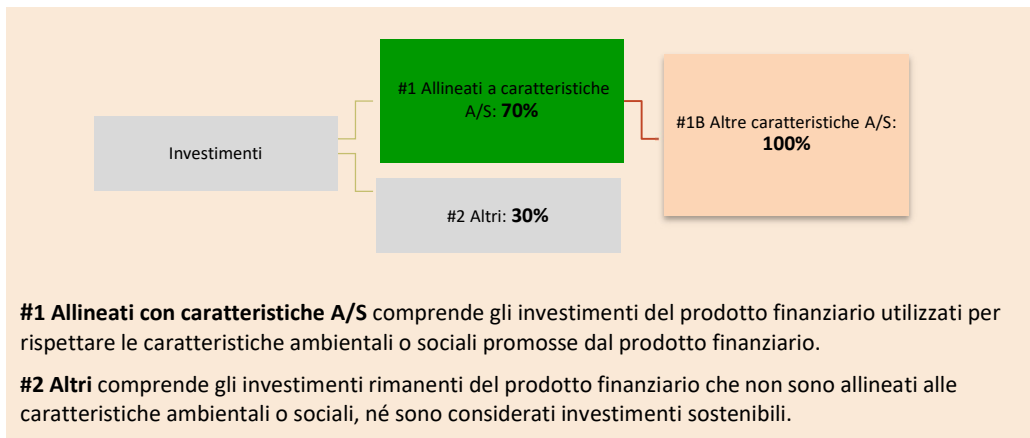 #1 Allineati a caratteristiche
A/S: 70%
#1B Altre caratteristiche A/S:
100%
Investimenti
#2 Altri: 30%
#1 Allineati con caratteristiche A/S comprende gli investimenti del prodotto finanziario utilizzati per
rispettare le caratteristiche ambientali o sociali promosse dal prodotto finanziario.
#2 Altri comprende gli investimenti rimanenti del prodotto finanziario che non sono allineati alle
caratteristiche ambientali o sociali, né sono considerati investimenti sostenibili.